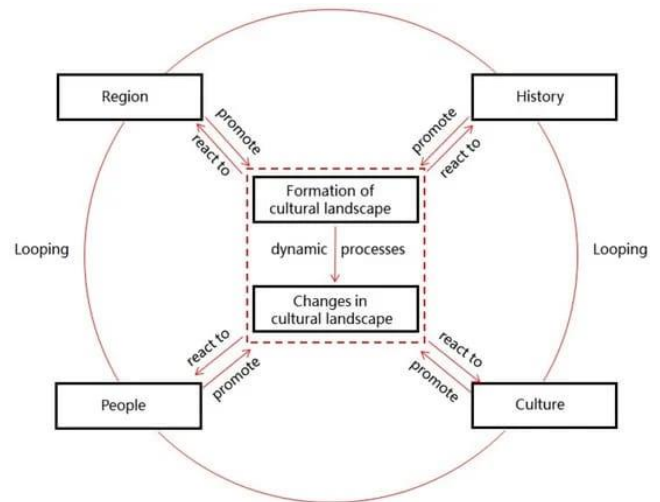 Region
History
promote
react to
promote
react to
Formation of
cultural landscape
Looping
dynamic processes
Looping
Changes in
cultural landscape
react to
promote
react to
promote
People
Culture